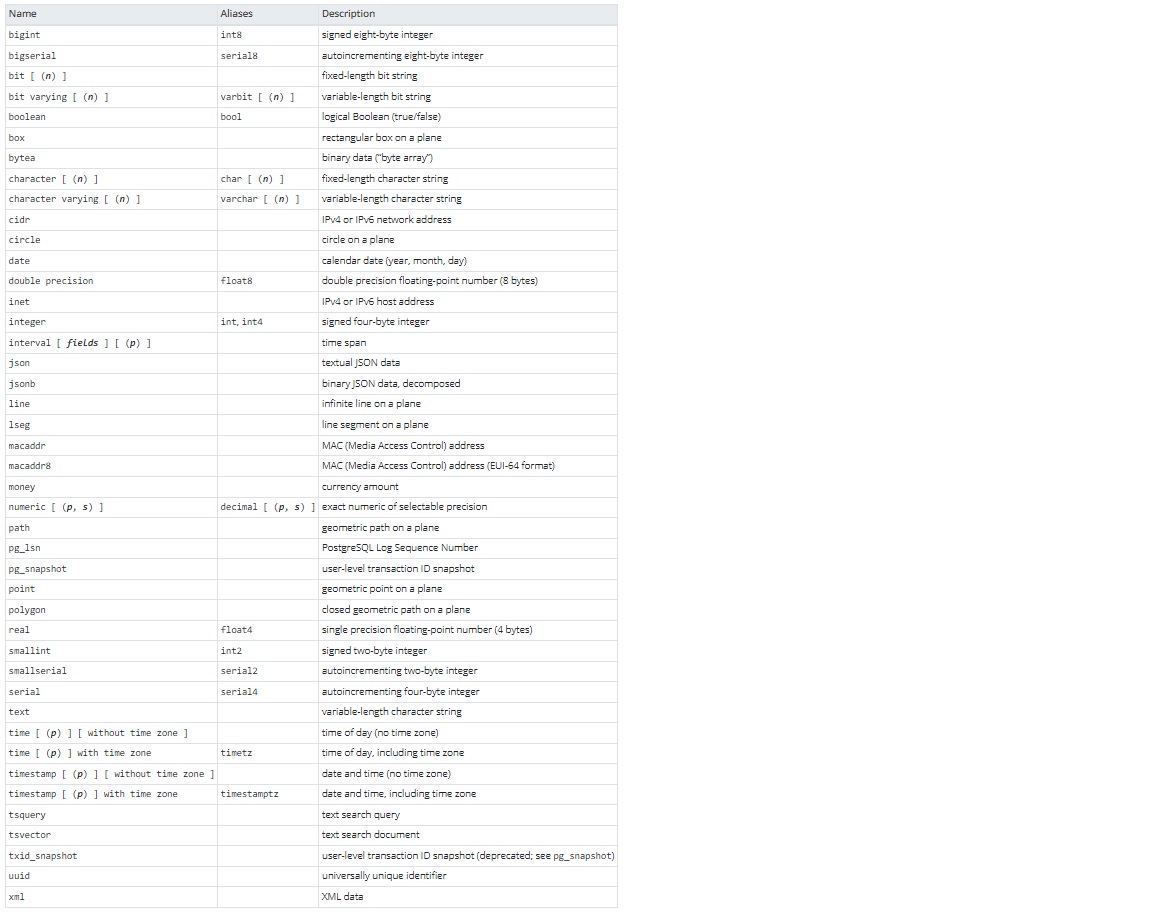 Name Aliases Description
bigint int8 signed eight-byte integer
bigserial serial8 autoincrementing eight-byte integer
bit [ (n) ] fixed-length bit string
bit varying [ (n) ] varbit [ (n) ] variable-length bit string
boolean bool logical Boolean (true/false)
box rectangular box on a plane
bytea binary data (“byte array”)
character [ (n) ] char [ (n) ] fixed-length character string
character varying [ (n) ] varchar [ (n) ] variable-length character string
cidr IPv4 or IPv6 network address
circle circle on a plane
date calendar date (year, month, day)
double precision float8 double precision floating-point number (8 bytes)
inet IPv4 or IPv6 host address
integer int, int4 signed four-byte integer
interval [ fields ] [ (p) ] time span
json textual JSON data
jsonb binary JSON data, decomposed
line infinite line on a plane
lseg line segment on a plane
macaddr MAC (Media Access Control) address
macaddr8 MAC (Media Access Control) address (EUI-64 format)
money currency amount
numeric [ (p, s) ] decimal [ (p, s) ] exact numeric of selectable precision
path geometric path on a plane
pg_lsn PostgreSQL Log Sequence Number
pg_snapshot user-level transaction ID snapshot
point geometric point on a plane
polygon closed geometric path on a plane
real float4 single precision floating-point number (4 bytes)
smallint int2 signed two-byte integer
smallserial serial2 autoincrementing two-byte integer
serial serial4 autoincrementing four-byte integer
text variable-length character string
time [ (p) ] [ without time zone ] time of day (no time zone)
time [ (p) ] with time zone timetz time of day, including time zone
timestamp [ (p) ] [ without time zone ] date and time (no time zone)
timestamp [ (p) ] with time zone timestamptz date and time, including time zone
tsquery text search query
tsvector text search document
txid_snapshot user-level transaction ID snapshot (deprecated; see pg_snapshot)
uuid universally unique identifier
xml XML data